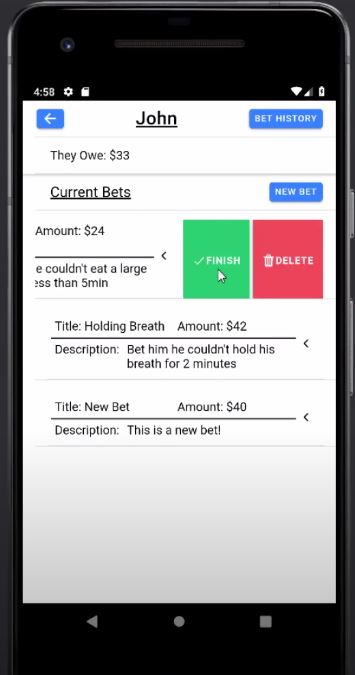 4:58
John
BET HISTORY
They Owe: $33
Current Bets
NEW BET
Amount: $24
e couldn't eat a large
ess than 5min
FINISH
DELETE
Title: Holding Breath Amount: $42
Description: Bet him he couldn't hold his
breath for 2 minutes
Title: New Bet Amount: $40
Description: This is a new bet!